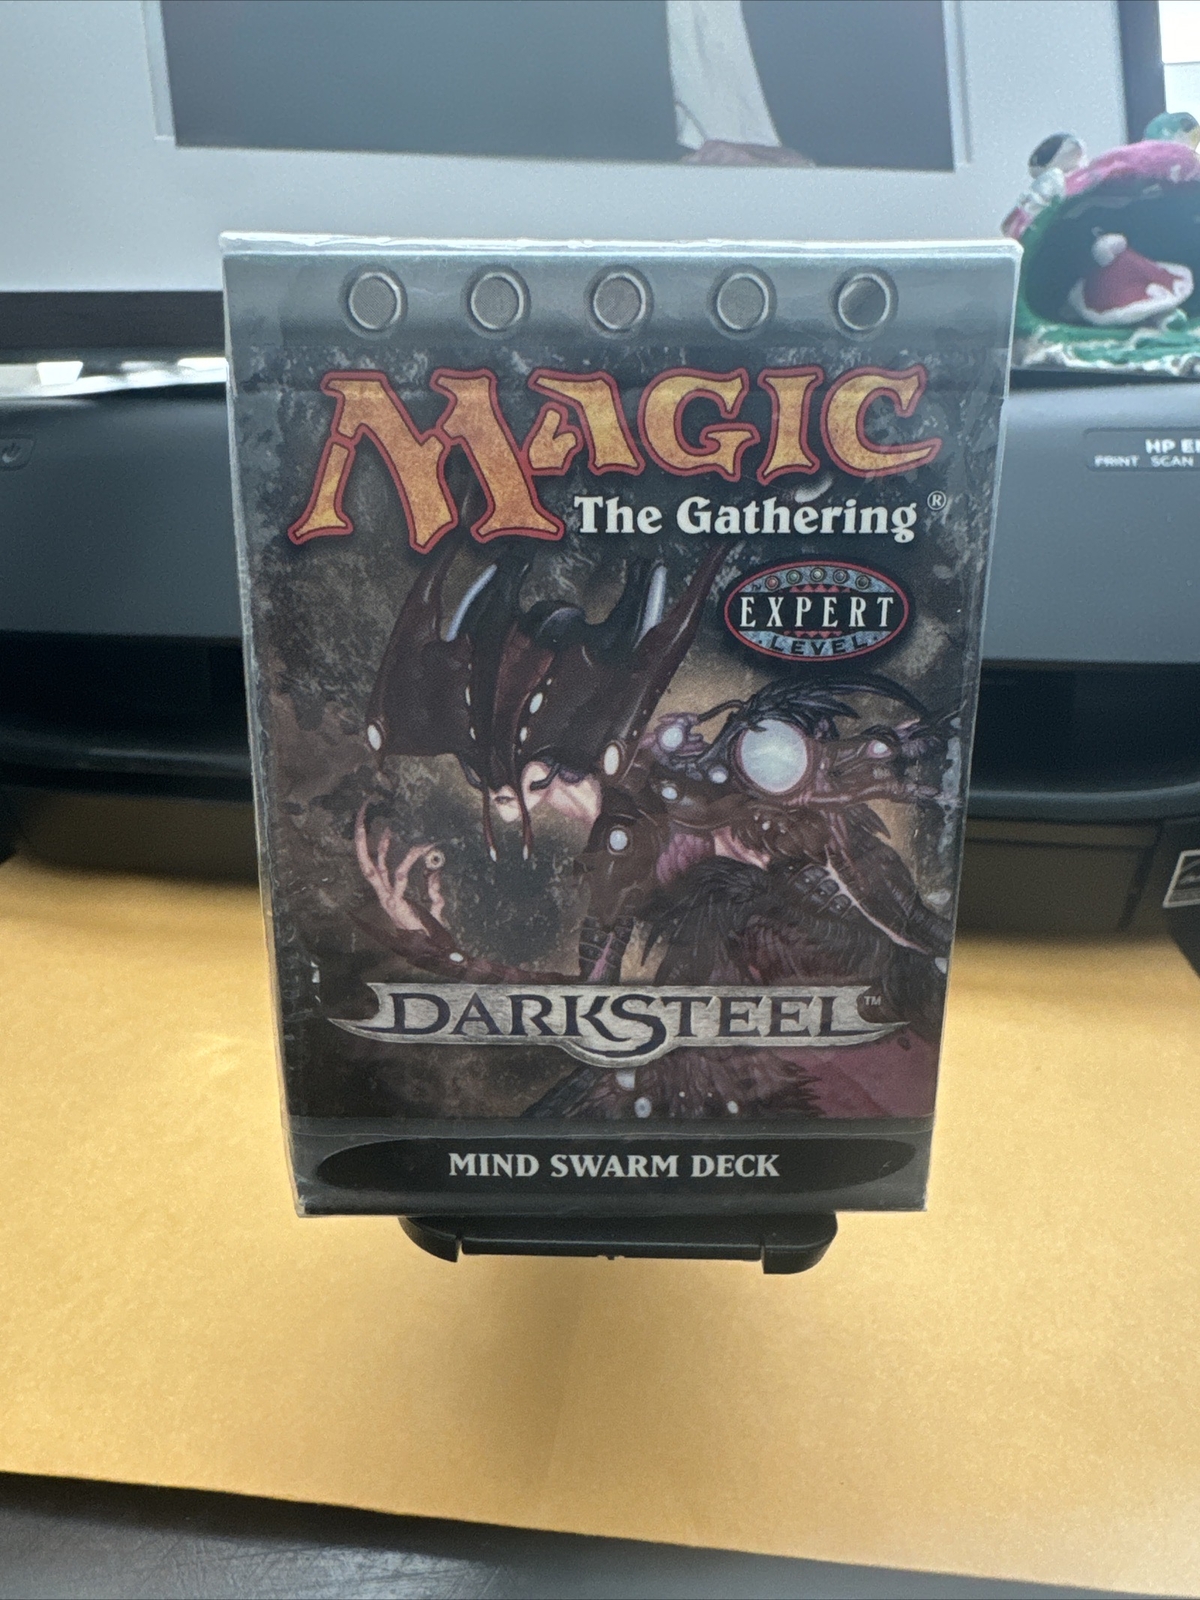 MAGIC
The Gathering®
EXPERT
LEVEL
HP
PRINT SCAN
DARKSTEEL™
MIND SWARM DECK